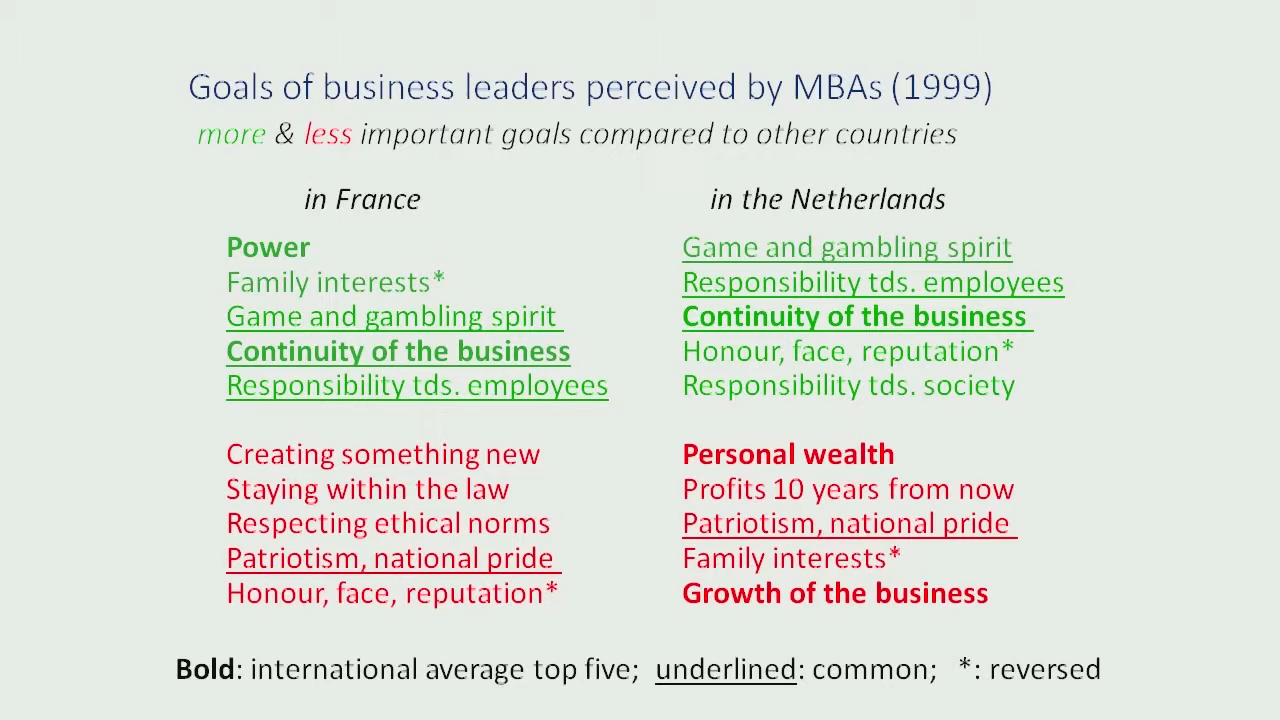 Goals of business leaders perceived by MBAs (1999)
more & less important goals compared to other countries
in France
Power
Family interests*
Game and gambling spirit
Continuity of the business
Responsibility tds. employees
Creating something new
Staying within the law
Respecting ethical norms
Patriotism, national pride
Honour, face, reputation*
in the Netherlands
Game and gambling spirit
Responsibility tds. employees
Continuity of the business
Honour, face, reputation*
Responsibility tds. society
Personal wealth
Profits 10 years from now
Patriotism, national pride
Family interests*
Growth of the business
Bold: international average top five; underlined: common; *: reversed